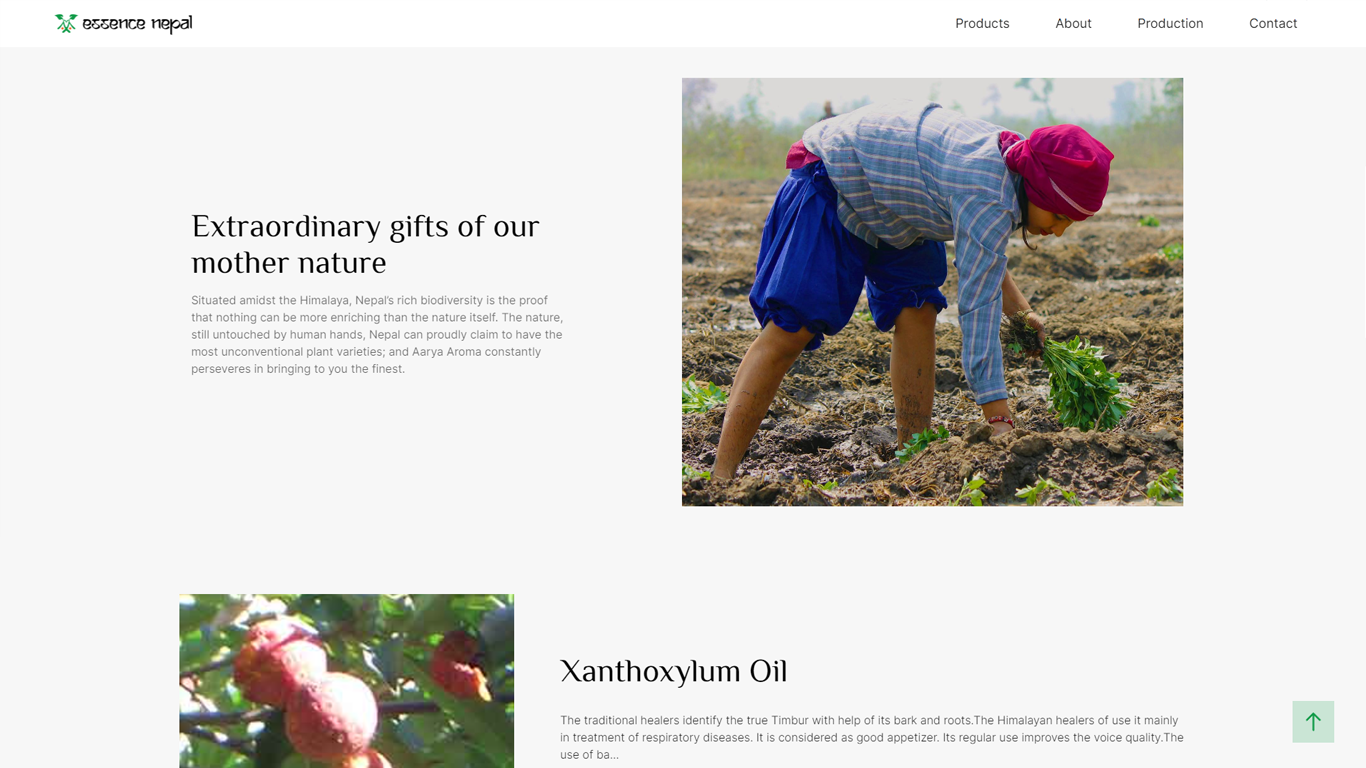 essence nepal
Products
About
Production
Contact
Extraordinary gifts of our
mother nature
Situated amidst the Himalaya, Nepal's rich biodiversity is the proof
that nothing can be more enriching than the nature itself. The nature,
still untouched by human hands, Nepal can proudly claim to have the
most unconventional plant varieties; and Aarya Aroma constantly
perseveres in bringing to you the finest.
Xanthoxylum Oil
The traditional healers identify the true Timbur with help of its bark and roots.The Himalayan healers of use it mainly
in treatment of respiratory diseases. It is considered as good appetizer. Its regular use improves the voice quality.The
use of ba...